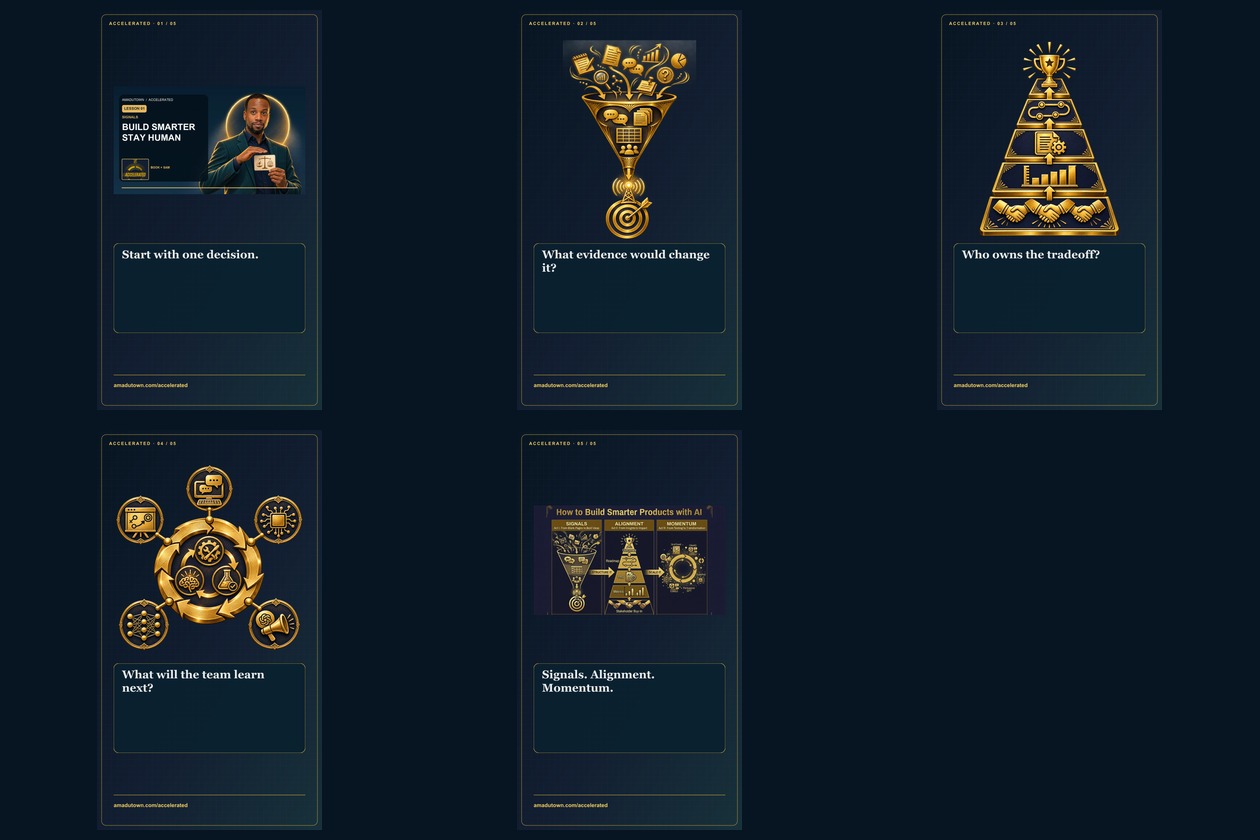 ACCELERATED · 01 / 05
AMADUTOWN / ACCELERATED
LESSON 01
SIGNALS
BUILD SMARTER
STAY HUMAN
ACCELERATED
BOOK + AMI
Start with one decision.
amadutown.com/accelerated
ACCELERATED · 02 / 05
What evidence would change
it?
amadutown.com/accelerated
ACCELERATED · 03 / 05
Who owns the tradeoff?
amadutown.com/accelerated
ACCELERATED · 04 / 05
What will the team learn
next?
amadutown.com/accelerated
ACCELERATED · 05 / 05
How to Build Smarter Products with AI
SIGNALS
ALIGNMENT
MOMENTUM
Signals. Alignment.
Momentum.
amadutown.com/accelerated